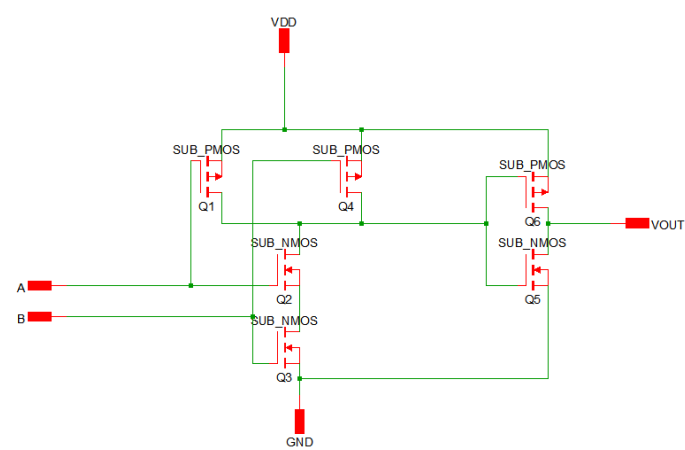 VDD
SUB_PMOS
SUB_PMOS
SUB_PMOS
Q1
Q4
Q6
VOUT
SUB_NMOS
SUB_NMOS
A
Q2
Q5
B
SUB_NMOS
Q3
GND